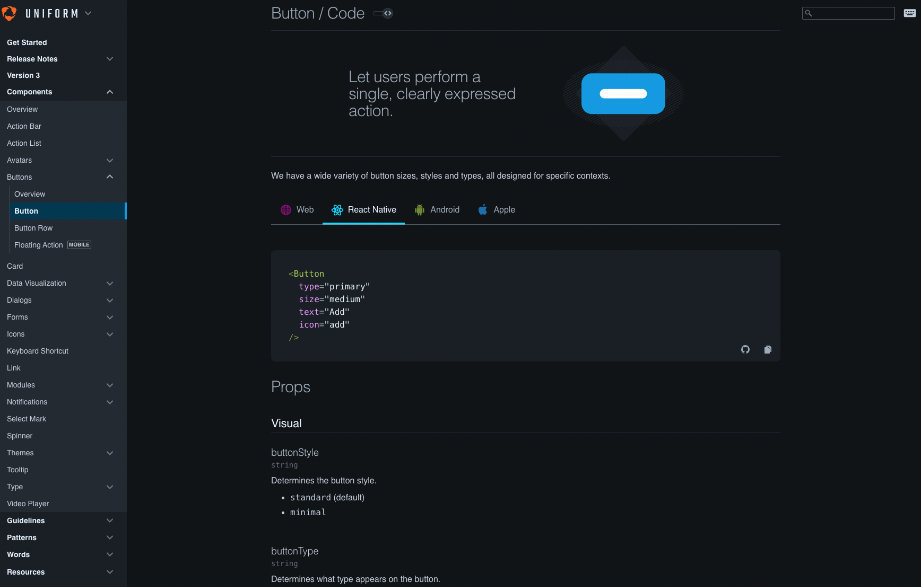 UNIFORM
Get Started
Release Notes
Version 3
Components
Overview
Action Bar
Action List
Avatars
Buttons
Overview
Button
Button Row
Floating Action MOBILE
Card
Data Visualization
Dialogs
Forms
Icons
Keyboard Shortcut
Link
Modules
Notifications
Select Mark
Spinner
Themes
Tooltip
Type
Video Player
Guidelines
Patterns
Words
Resources
Button / Code
Let users perform a
single, clearly expressed
action.
We have a wide variety of button sizes, styles and types, all designed for specific contexts.
Web React Native Android Apple
<Button
type="primary"
size="medium"
text="Add"
icon="add"
/>
Props
Visual
buttonStyle
string
Determines the button style.
• standard (default)
• minimal
buttonType
string
Determines what type appears on the button.